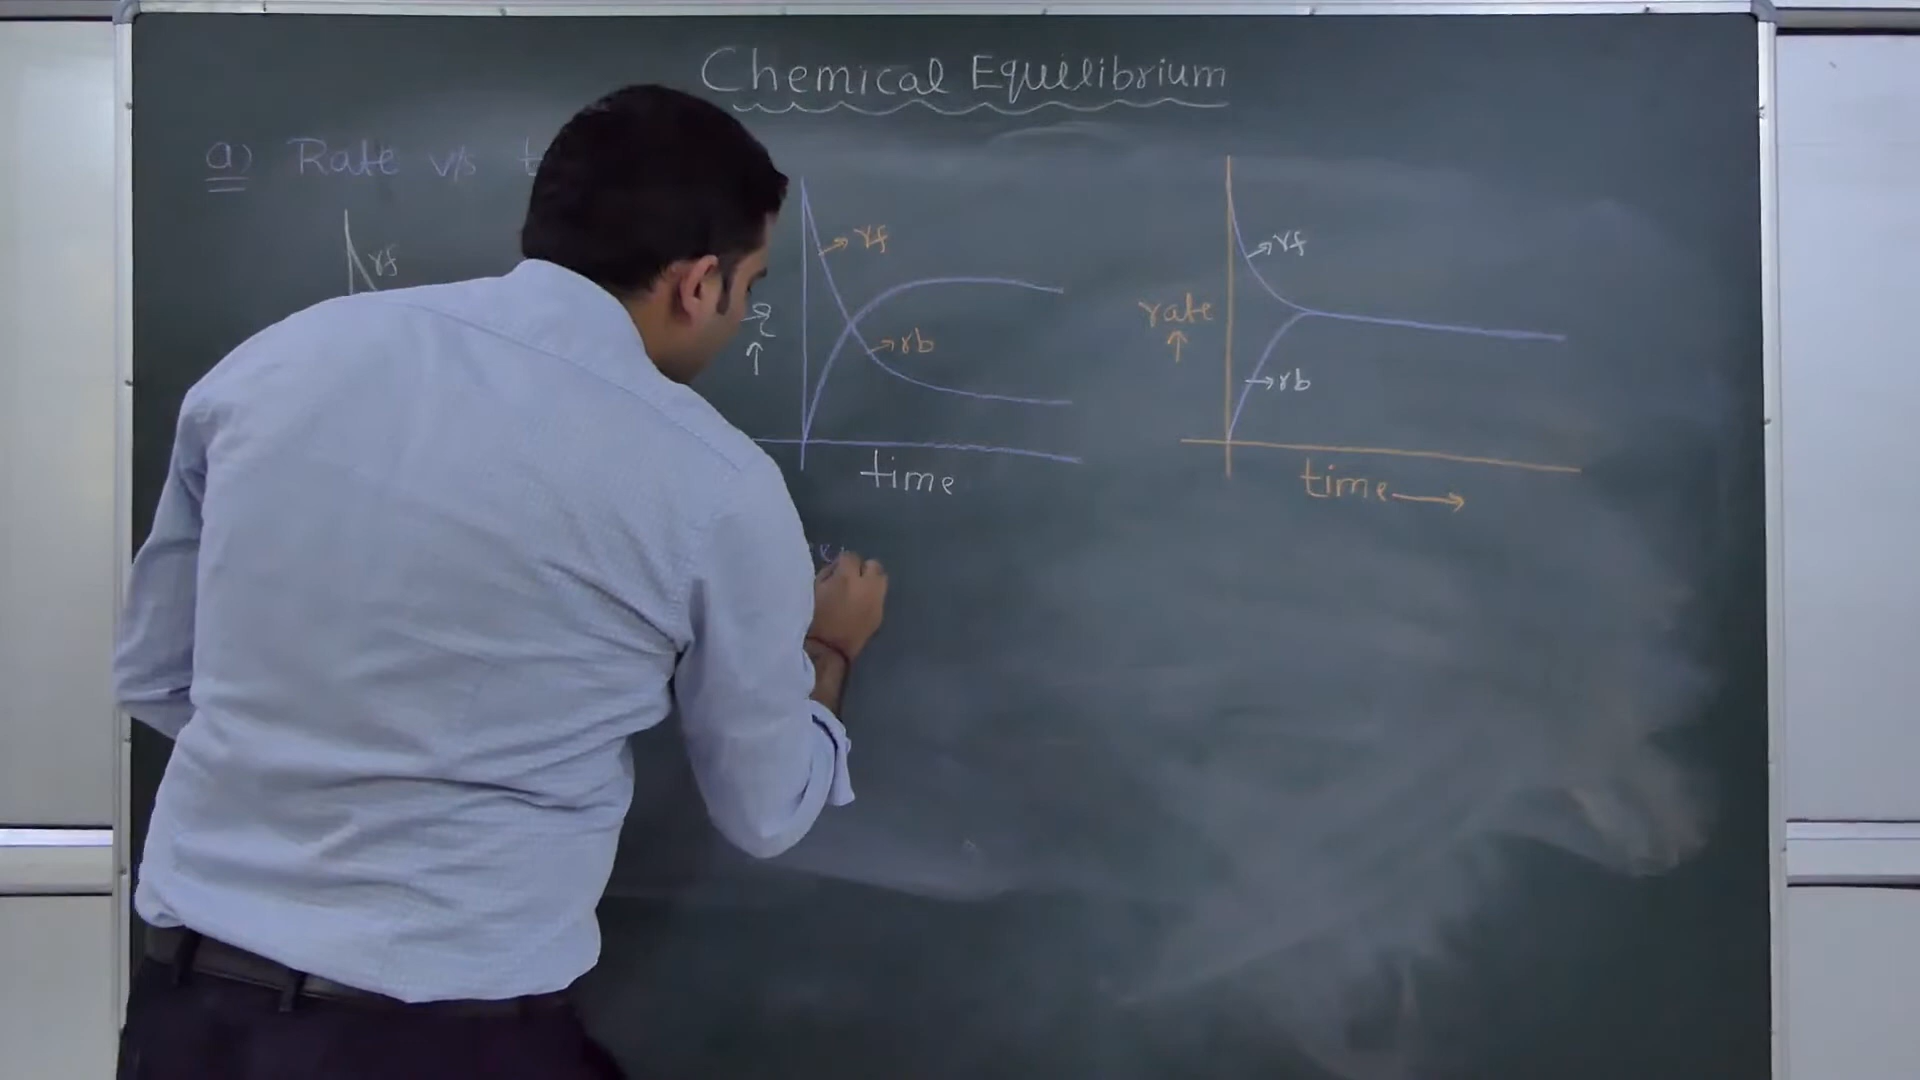 Chemical Equilibrium
a) Rate v/s
rf
rf
rb
r
time
rf
rate
rb
time